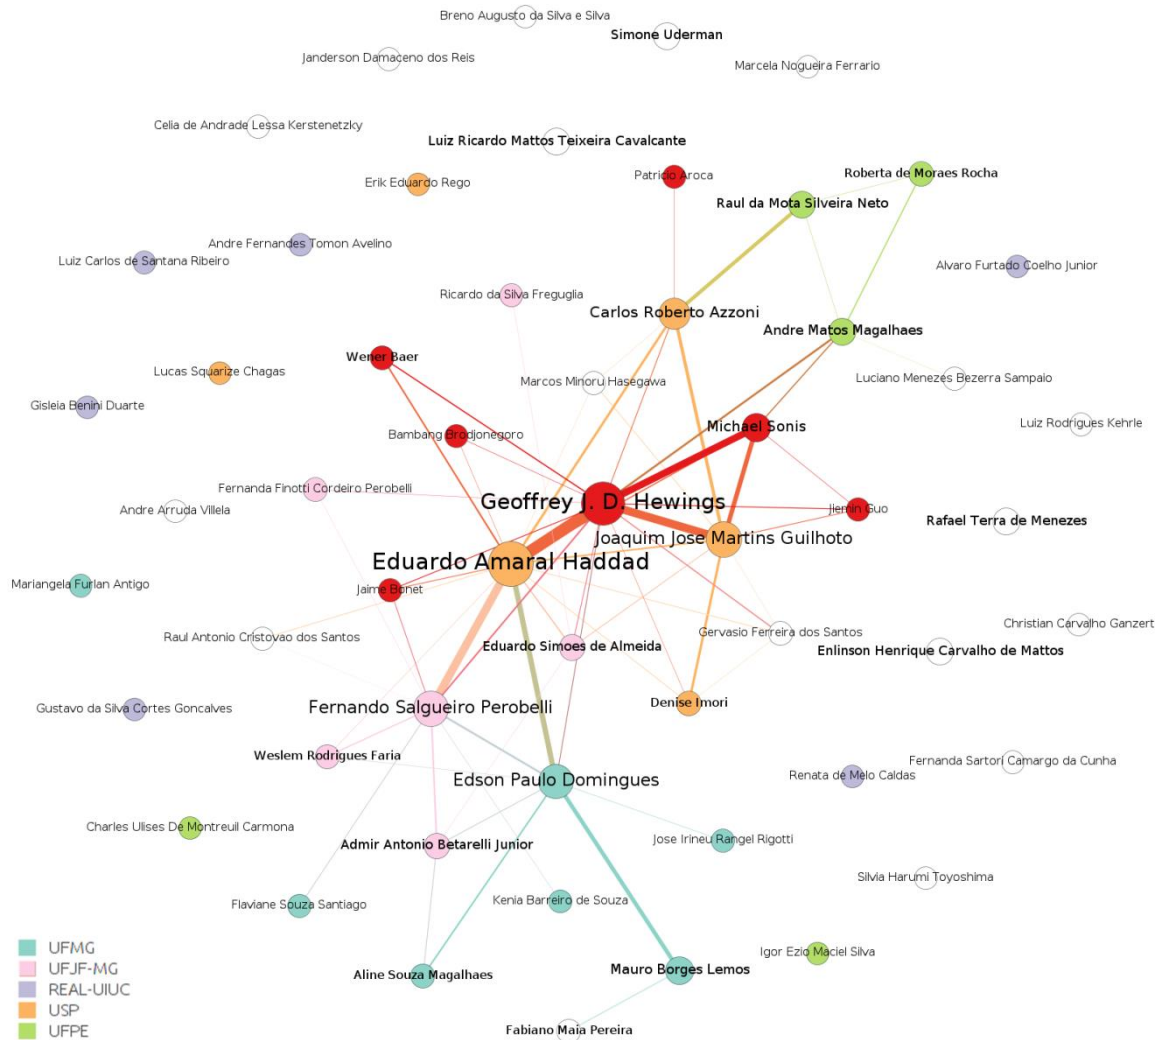 Breno Augusto da Silva e Silva
Simone Uderman
Janderson Damaceno dos Reis
Marcela Nogueira Ferrario
Celia de Andrade Lessa Kerstenetzky
Luiz Ricardo Mattos Teixeira Cavalcante
Patricio Aroca
Roberta de Moraes Rocha
Erik Eduardo Rego
Raul da Mota Silveira Neto
Andre Fernandes Tomon Avelino
Luiz Carlos de Santana Ribeiro
Alvaro Furtado Coelho Junior
Ricardo da Silva Freguglia
Carlos Roberto Azzoni
Andre Matos Magalhaes
Wener Baer
Lucas Squarize Chagas
Marcos Minoru Hasegawa
Luciano Menezes Bezerra Sampaio
Gisleia Benini Duarte
Luiz Rodrigues Kehrle
Michael Sonis
Bambang Brodjonegoro
Fernanda Finotti Cordeiro Perobelli
Geoffrey J. D. Hewings
Andre Arruda Villela
Jiemin Guo
Rafael Terra de Menezes
Joaquim Jose Martins Guilhoto
Eduardo Amaral Haddad
Mariangela Furlan Antigo
Jaime Bonet
Christian Carvalho Ganzert
Raul Antonio Cristovao dos Santos
Gervasio Ferreira dos Santos
Eduardo Simoes de Almeida
Enlinson Henrique Carvalho de Mattos
Denise Imori
Gustavo da Silva Cortes Goncalves
Fernando Salgueiro Perobelli
Weslem Rodrigues Faria
Fernanda Sartori Camargo da Cunha
Renata de Melo Caldas
Edson Paulo Domingues
Charles Ulises De Montreuil Carmona
Jose Irineu Rangel Rigotti
Admir Antonio Betarelli Junior
Silvia Harumi Toyoshima
Kenia Barreiro de Souza
Flaviane Souza Santiago
Igor Ezio Maciel Silva
Mauro Borges Lemos
Aline Souza Magalhaes
Fabiano Maia Pereira
UFMG
UFJF-MG
REAL-UIUC
USP
UFPE